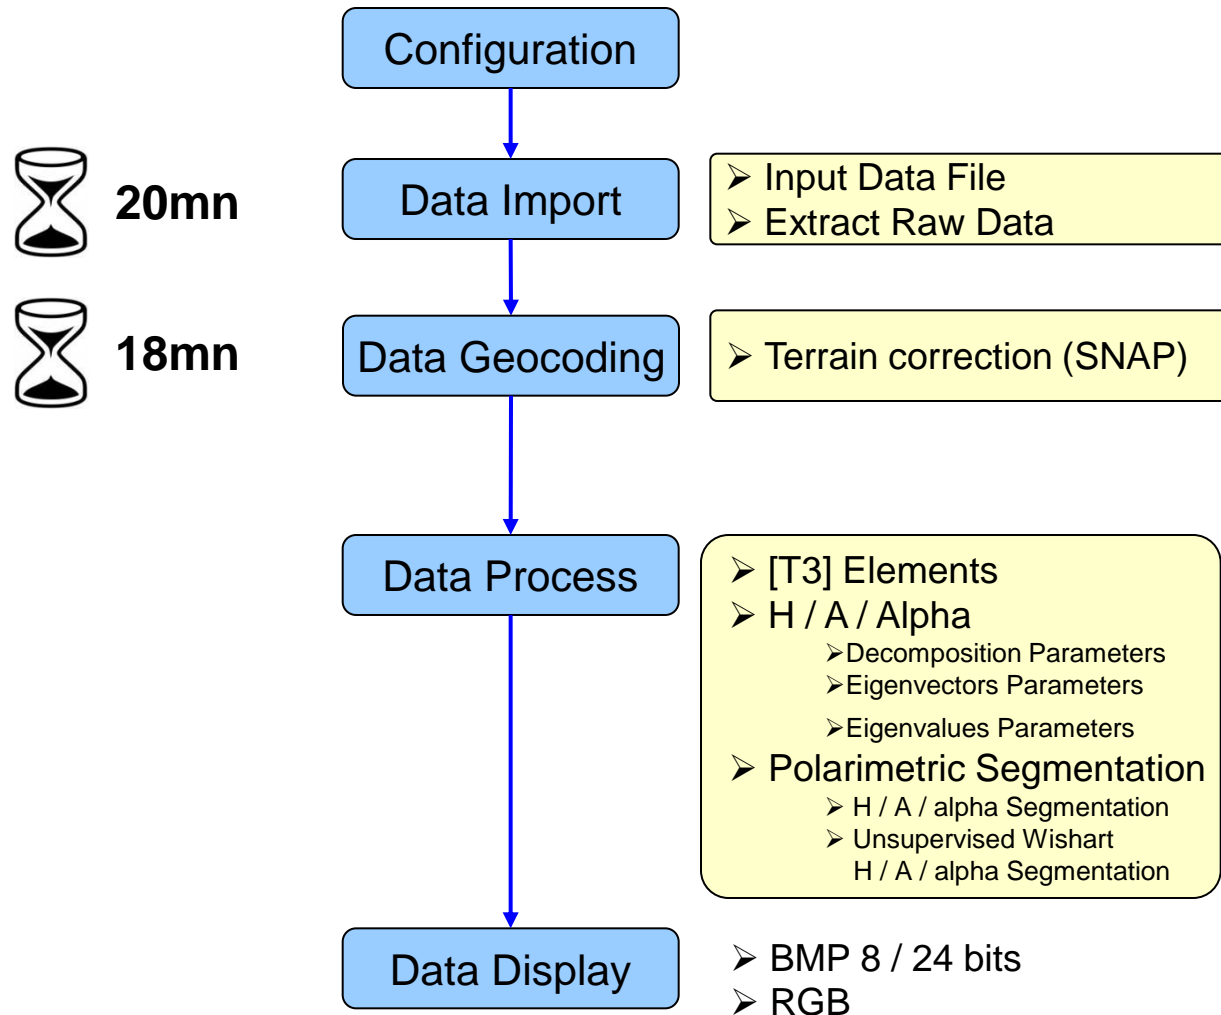 Configuration
20mn
Data Import
➢ Input Data File
➢ Extract Raw Data
18mn
Data Geocoding
➢ Terrain correction (SNAP)
Data Process
➢ [T3] Elements
➢ H / A / Alpha
➢Decomposition Parameters
➢Eigenvectors Parameters
➢Eigenvalues Parameters
➢ Polarimetric Segmentation
➢ H / A / alpha Segmentation
➢ Unsupervised Wishart
H / A / alpha Segmentation
Data Display
➢ BMP 8 / 24 bits
➢ RGB